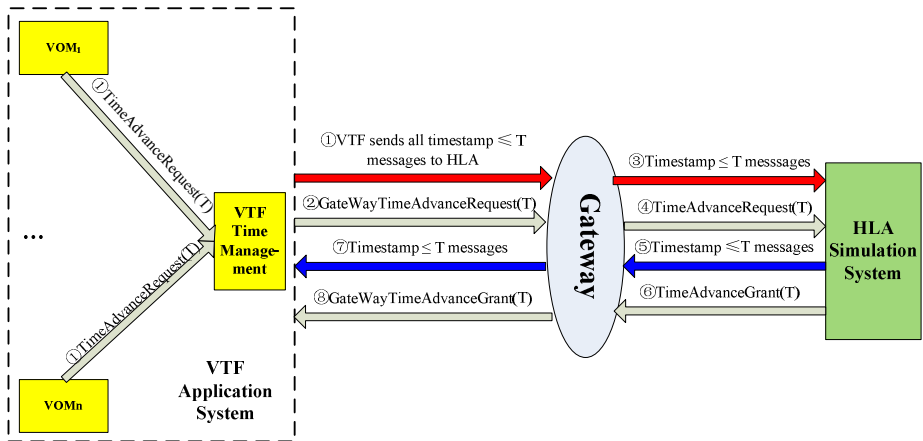 VOM₁
①TimeAdvanceRequest(T)
...
①TimeAdvanceRequest(T)
VOMn
VTF
Time
Manage-
ment
VTF
Application
System
①VTF sends all timestamp ≤ T
messages to HLA
②GateWayTimeAdvanceRequest(T)
⑦Timestamp ≤ T messages
⑧GateWayTimeAdvanceGrant(T)
Gateway
③Timestamp ≤ T messsages
④TimeAdvanceRequest(T)
⑤Timestamp ≤T messages
⑥TimeAdvanceGrant(T)
HLA
Simulation
System